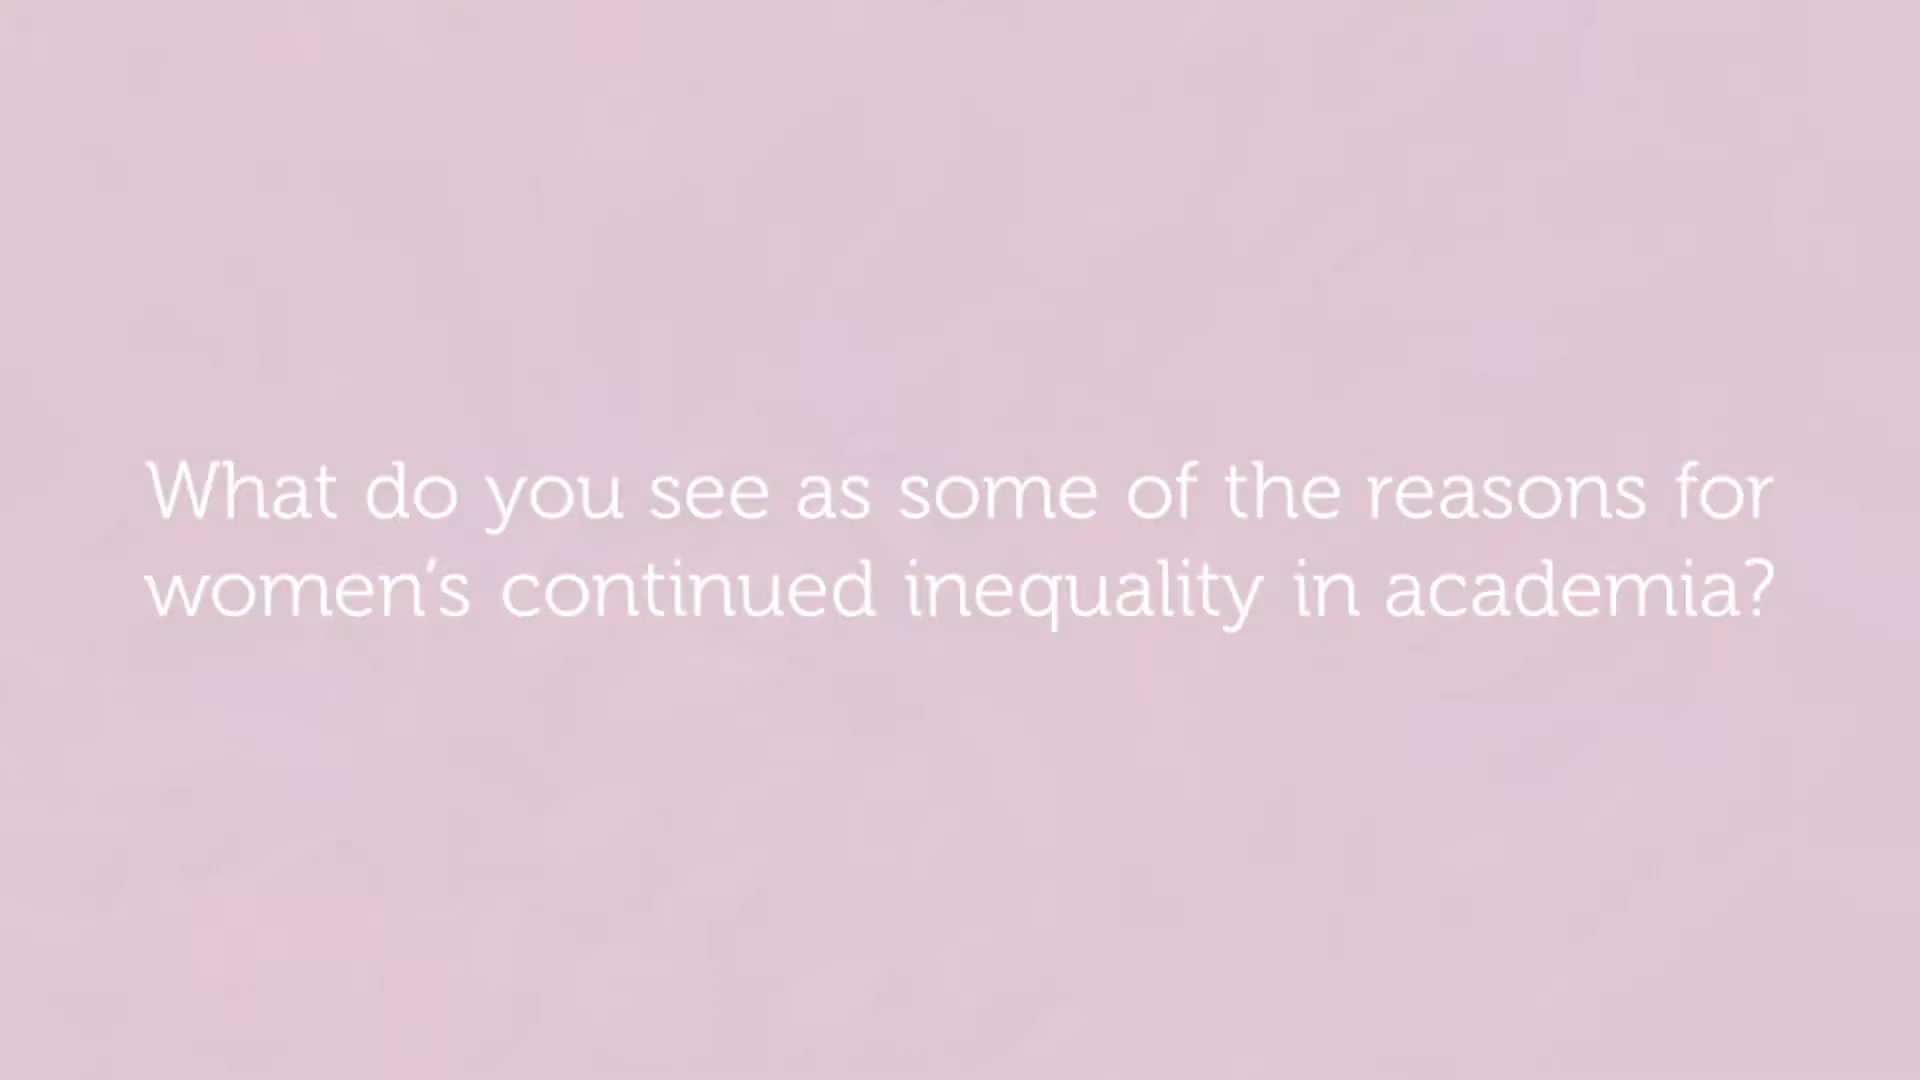 What do you see as some of the reasons for
women’s continued inequality in academia?